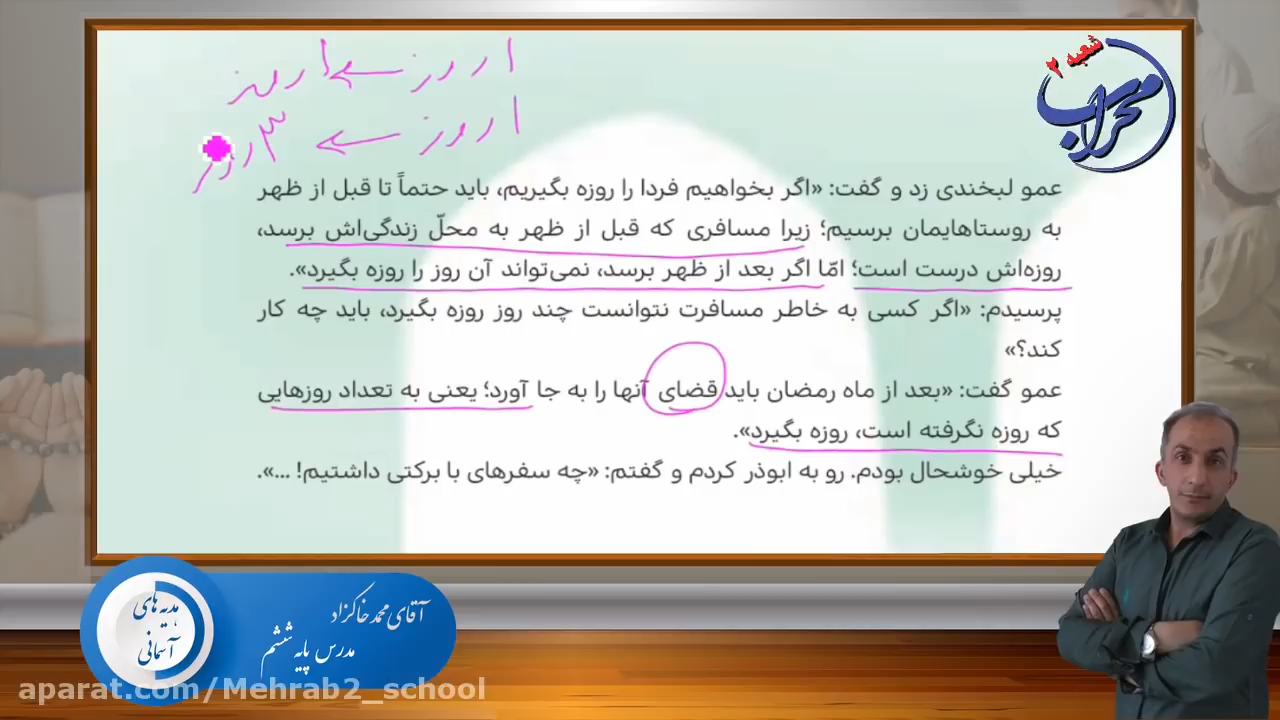 ۱ روز ← ۱ روز
۱ روز ← ۳ روز
شعبه ۲
محراب
عمو لبخندی زد و گفت: «اگر بخواهیم فردا را روزه بگیریم، باید حتماً تا قبل از ظهر
به روستاهایمان برسیم؛ زیرا مسافری که قبل از ظهر به محلّ زندگی‌اش برسد،
روزه‌اش درست است؛ امّا اگر بعد از ظهر برسد، نمی‌تواند آن روز را روزه بگیرد».
پرسیدم: «اگر کسی به خاطر مسافرت نتوانست چند روز روزه بگیرد، باید چه کار
کند؟»
عمو گفت: «بعد از ماه رمضان باید قضای آنها را به جا آورد؛ یعنی به تعداد روزهایی
که روزه نگرفته است، روزه بگیرد».
خیلی خوشحال بودم. رو به ابوذر کردم و گفتم: «چه سفرهای با برکتی داشتیم! ...».
آقای محمد خاکزاد
مدرس پایه ششم
هدیه های
آسمانی
aparat.com/Mehrab2_school